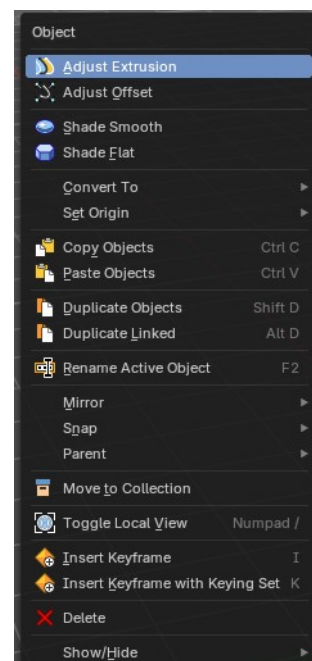 Object
Adjust Extrusion
Adjust Offset
Shade Smooth
Shade Flat
Convert To
Set Origin
Copy Objects Ctrl C
Paste Objects Ctrl V
Duplicate Objects Shift D
Duplicate Linked Alt D
Rename Active Object F2
Mirror
Snap
Parent
Move to Collection
Toggle Local View Numpad /
Insert Keyframe I
Insert Keyframe with Keying Set K
Delete
Show/Hide